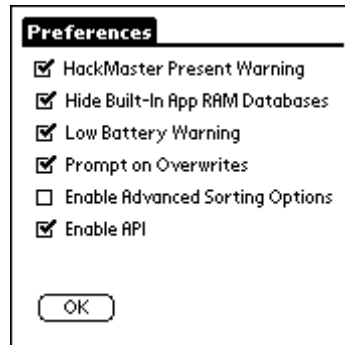 Preferences
HackMaster Present Warning
Hide Built-In App RAM Databases
Low Battery Warning
Prompt on Overwrites
Enable Advanced Sorting Options
Enable API
OK